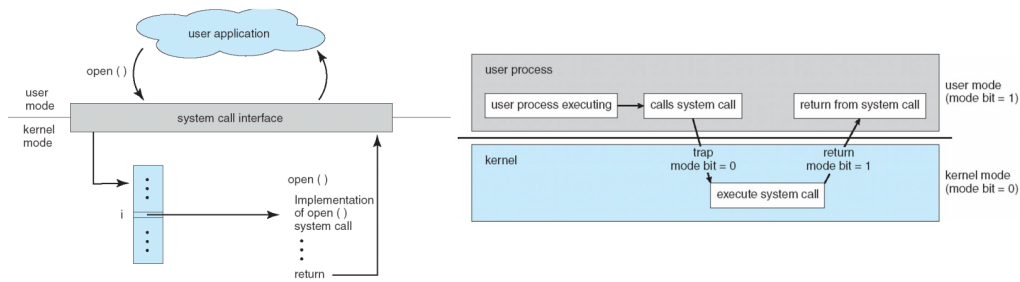 user application
open ( )
user
mode
system call interface
kernel
mode
i
open ( )
Implementation
of open ( )
system call
return
user process
user process executing
calls system call
return from system call
user mode
(mode bit = 1)
kernel
trap
mode bit = 0
return
mode bit = 1
execute system call
kernel mode
(mode bit = 0)